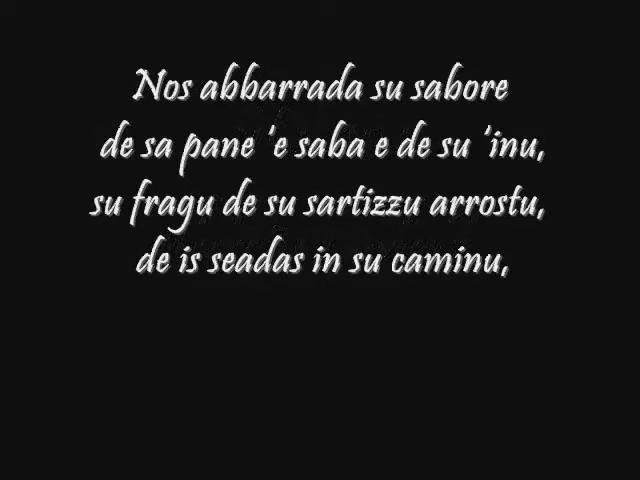 Nos abbarrada su sabore
de sa pane 'e saba e de su 'inu,
su fragu de su sartizzu arrostu,
de is seadas in su caminu,